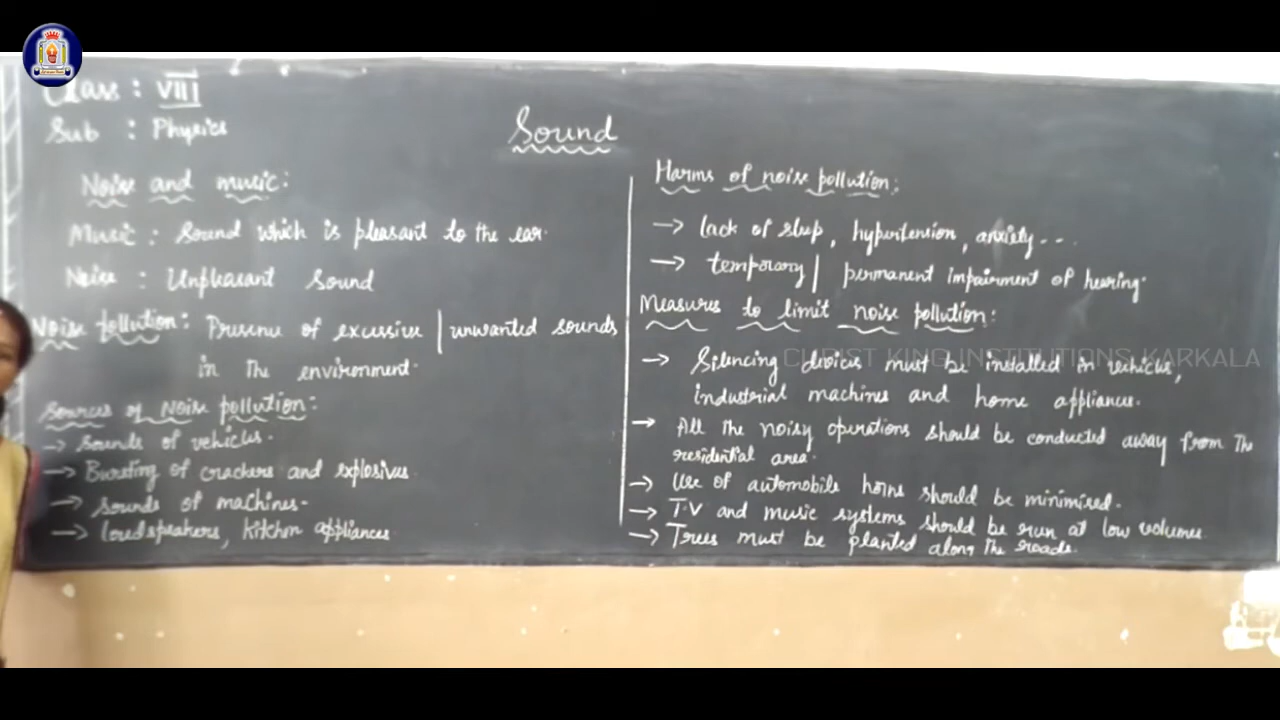 Class : VIII
Sub : Physics
Sound
Noise and music:
Music : Sound which is pleasant to the ear.
Noise : Unpleasant Sound
Noise pollution: Presence of excessive | unwanted sounds
in the environment.
Sources of Noise pollution:
→ Sounds of vehicles.
→ Bursting of crackers and explosives
→ Sounds of machines.
→ loudspeakers, kitchen appliances
Harms of noise pollution:
→ lack of sleep, hypertension, anxiety...
→ temporary | permanent impairment of hearing.
Measures to limit noise pollution:
→ Silencing devices must be installed in vehicles,
industrial machines and home appliances.
→ All the noisy operations should be conducted away from the
residential area.
→ Use of automobile horns should be minimised.
→ T.V and music systems should be run at low volumes
→ Trees must be planted along the roads.
CHRIST KING INSTITUTIONS, KARKALA